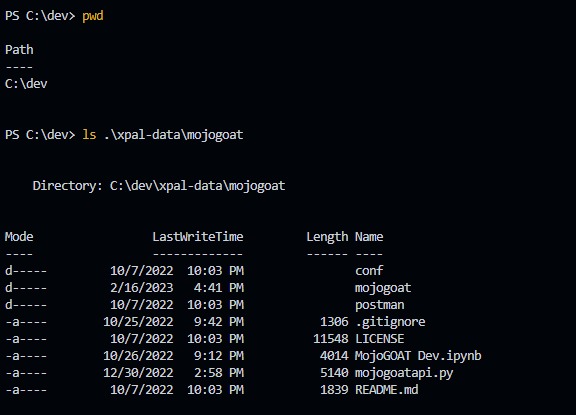 PS C:\dev> pwd
Path
----
C:\dev
PS C:\dev> ls .\xpal-data\mojogoat
Directory: C:\dev\xpal-data\mojogoat
Mode                 LastWriteTime         Length Name
----                 -------------         ------ ----
d-----         10/7/2022  10:03 PM                conf
d-----         2/16/2023   4:41 PM                mojogoat
d-----         10/7/2022  10:03 PM                postman
-a----        10/25/2022   9:42 PM           1306 .gitignore
-a----         10/7/2022  10:03 PM          11548 LICENSE
-a----        10/26/2022   9:12 PM           4014 MojoGOAT Dev.ipynb
-a----        12/30/2022   2:58 PM           5140 mojogoatapi.py
-a----         10/7/2022  10:03 PM           1839 README.md